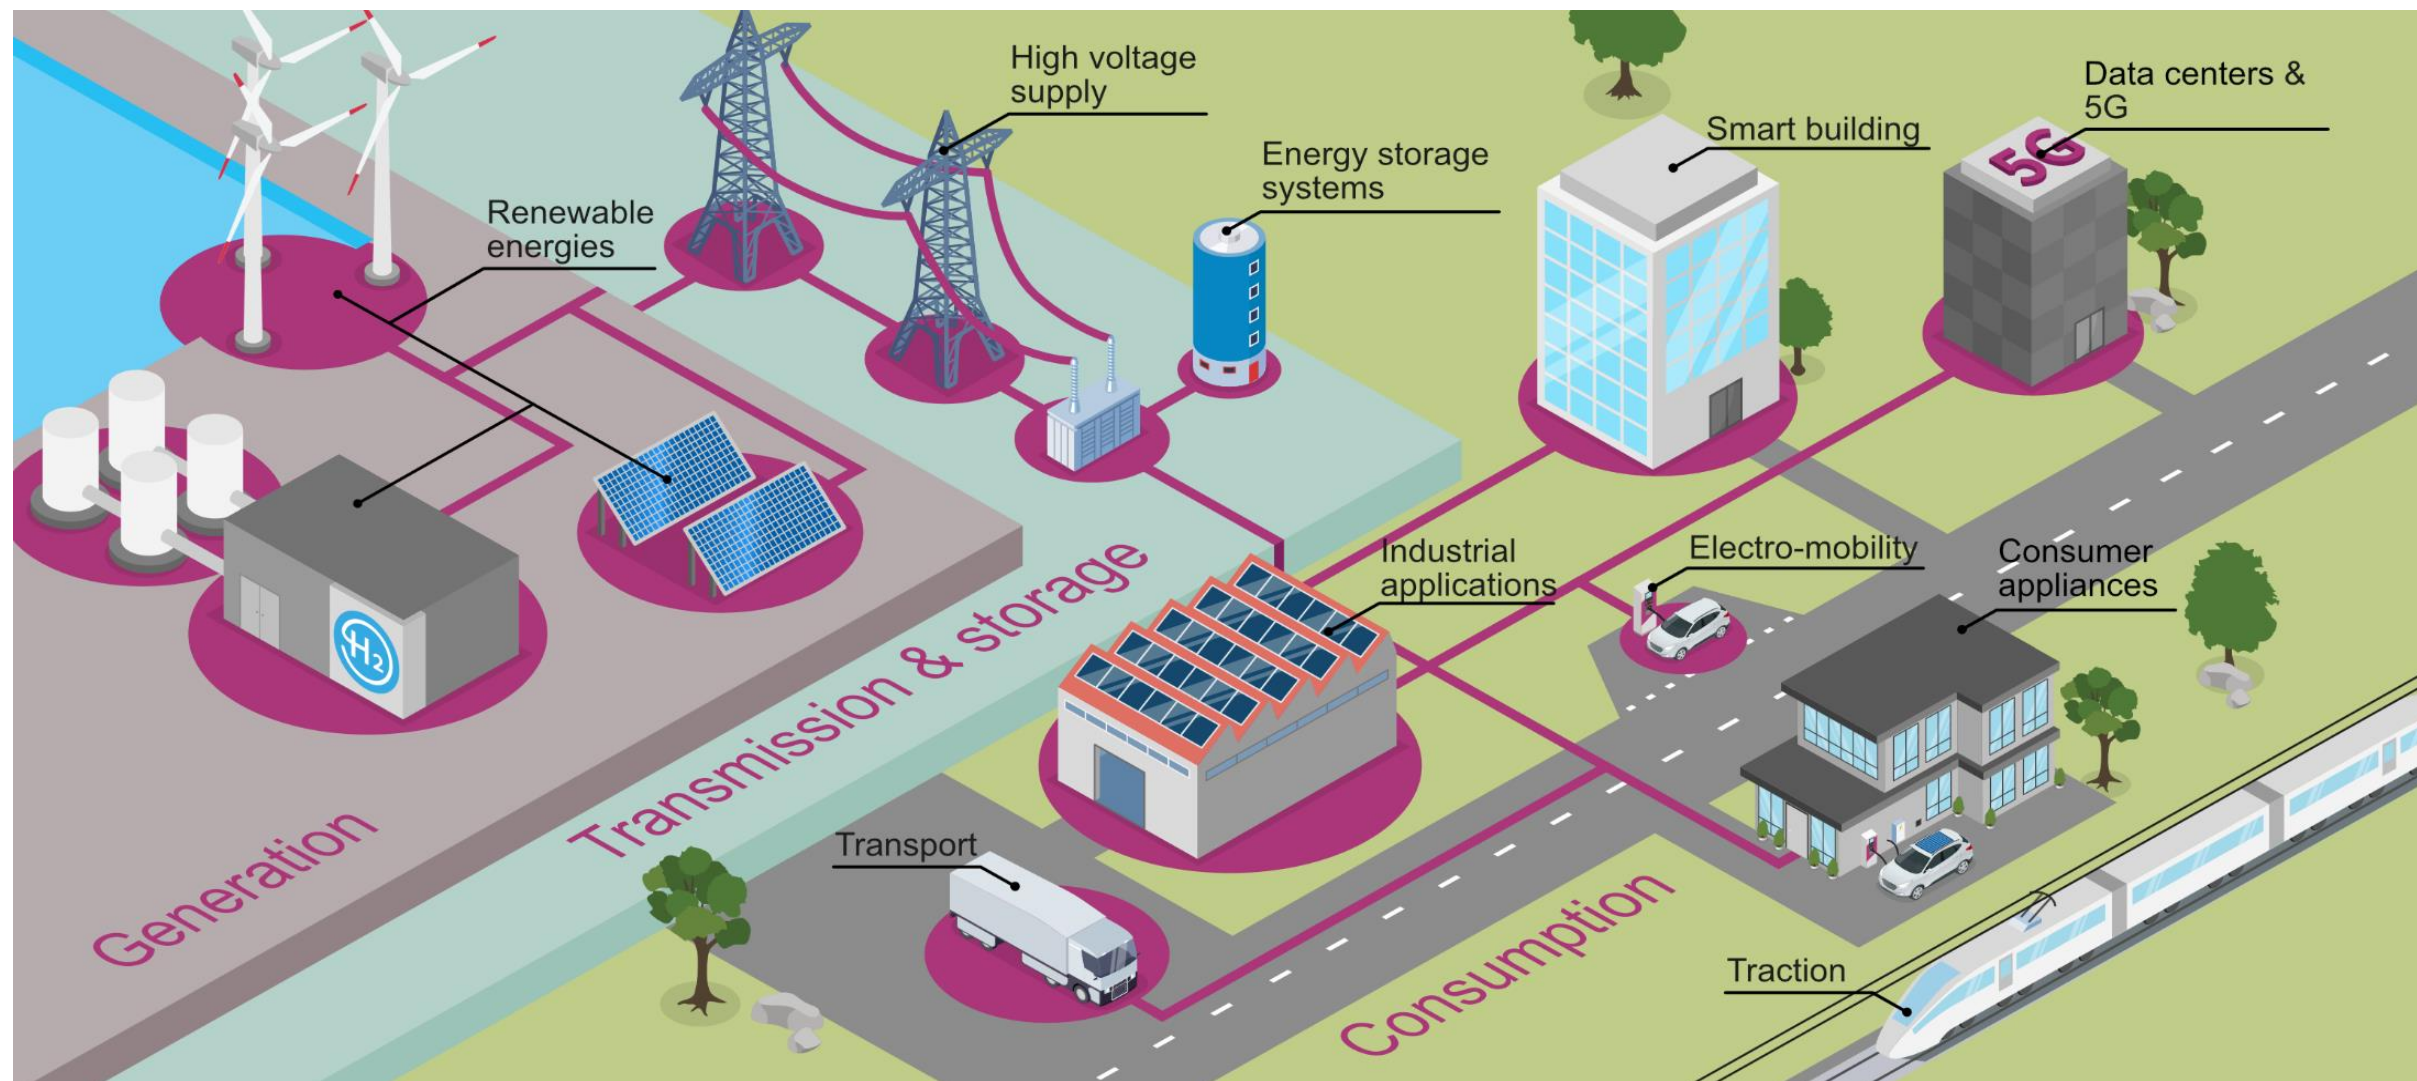 High voltage
supply
Data centers &
5G
Smart building
5G
Energy storage
systems
Renewable
energies
Industrial
applications
Electro-mobility
Consumer
appliances
H2
Transmission & storage
Generation
Transport
Consumption
Traction